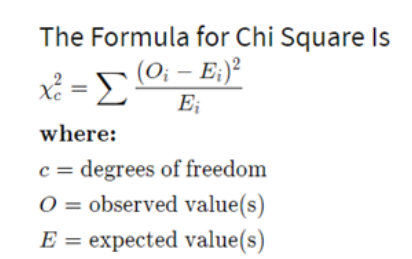 The Formula for Chi Square Is
χ²_c = ∑ (O_i − E_i)² / E_i
where:
c = degrees of freedom
O = observed value(s)
E = expected value(s)